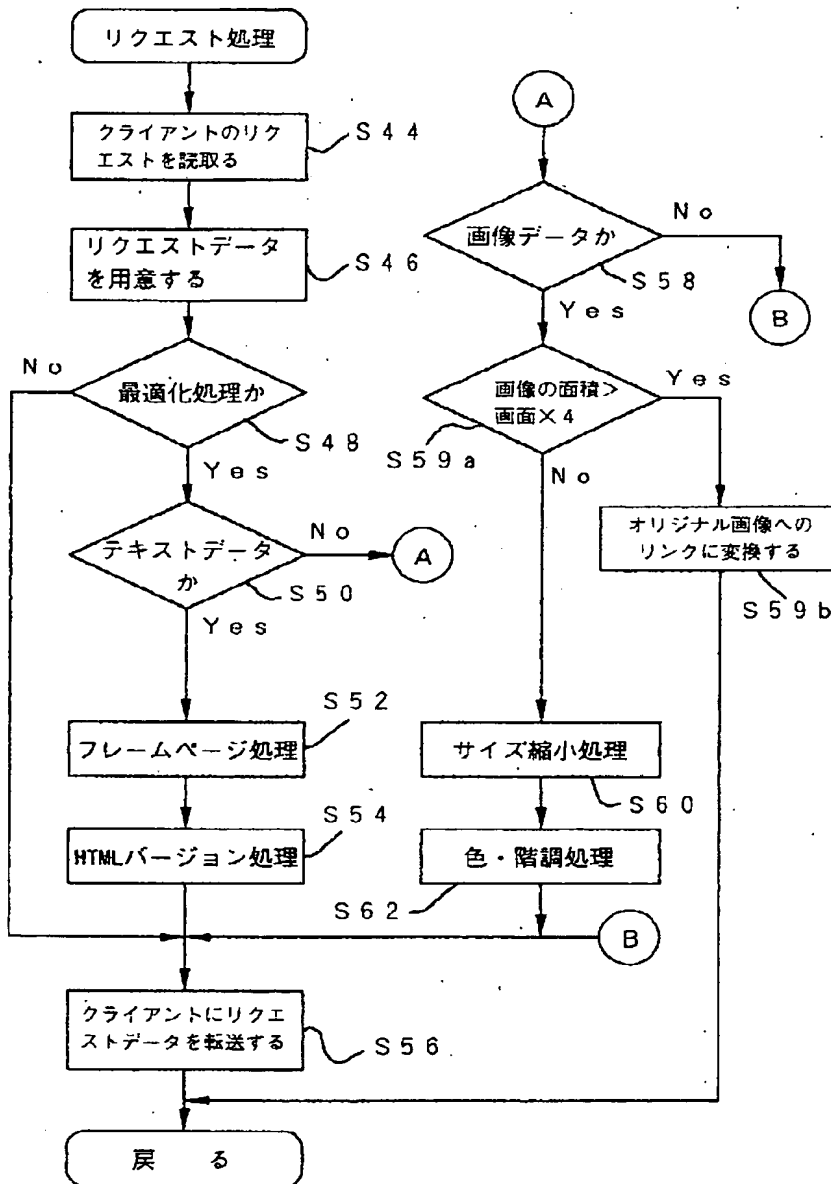 リクエスト処理
クライアントのリク
エストを読取る
S44
リクエストデータ
を用意する
S46
No
最適化処理か
S48
Yes
テキストデータ
か
No
A
S50
Yes
フレームページ処理
S52
HTMLバージョン処理
S54
クライアントにリクエ
ストデータを転送する
S56
戻る
A
画像データか
No
S58
B
Yes
画像の面積>
画面×4
Yes
S59a
No
オリジナル画像への
リンクに変換する
S59b
サイズ縮小処理
S60
色・階調処理
S62
B